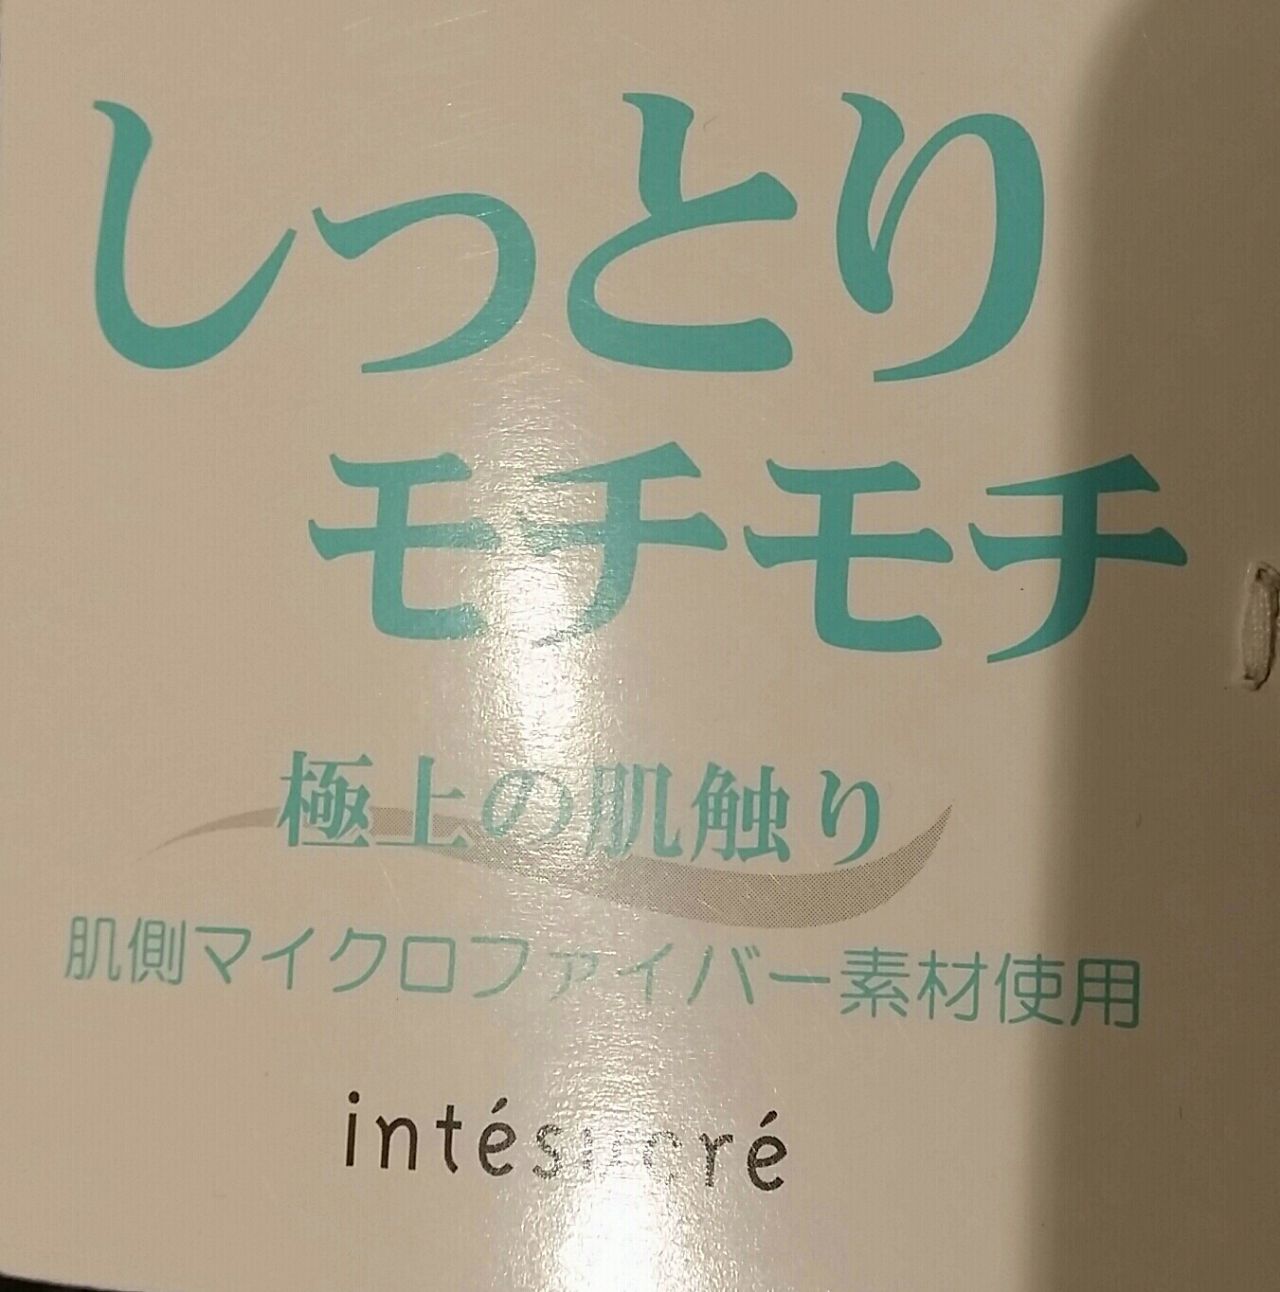 しっとり
モチモチ
極上の肌触り
肌側マイクロファイバー素材使用
intésucré